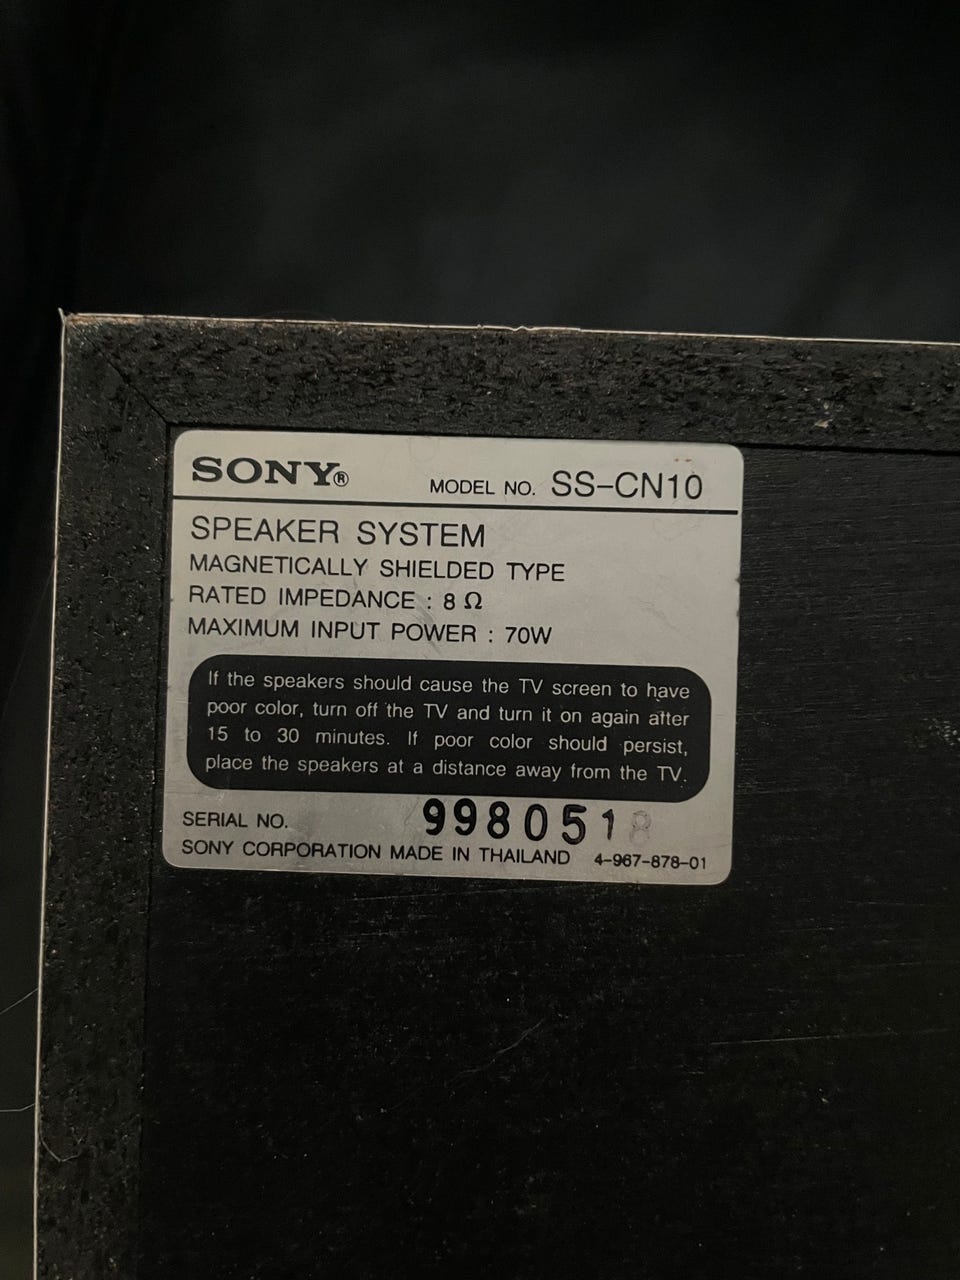 SONY®
MODEL NO. SS-CN10
SPEAKER SYSTEM
MAGNETICALLY SHIELDED TYPE
RATED IMPEDANCE : 8 Ω
MAXIMUM INPUT POWER : 70W
If the speakers should cause the TV screen to have
poor color, turn off the TV and turn it on again after
15 to 30 minutes. If poor color should persist,
place the speakers at a distance away from the TV.
SERIAL NO. 9980518
SONY CORPORATION MADE IN THAILAND 4-967-878-01